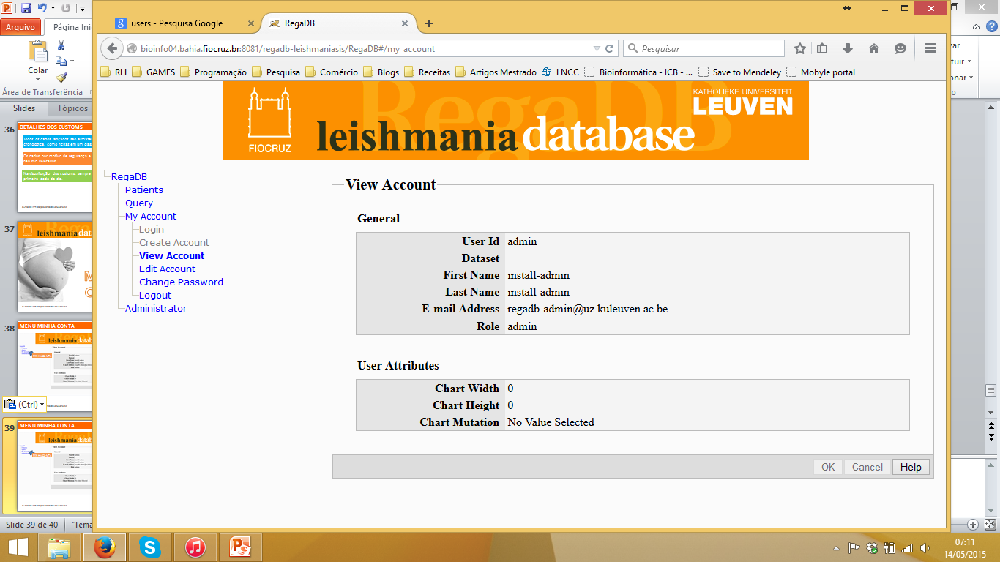 users - Pesquisa Google
RegaDB
Arquivo
Página Inic
bioinfo04.bahia.fiocruz.br:8081/regadb-leishmaniasis/RegaDB#/my_account
Pesquisar
Colar
Área de Transferência
RH
GAMES
Programação
Pesquisa
Comércio
Blogs
Receitas
Artigos Mestrado
LNCC
Bioinformática - ICB - ...
Save to Mendeley
Mobyle portal
Slides
Tópicos
FIOCRUZ
RegaDB
leishmania database
KATHOLIEKE UNIVERSITEIT
LEUVEN
36
DETALHES DOS CUSTOMS
37
leishmania
38
MENU MINHA CONTA
leishmania database
(Ctrl)
39
MENU MINHA CONTA
leishmania database
RegaDB
Patients
Query
My Account
Login
Create Account
View Account
Edit Account
Change Password
Logout
Administrator
View Account
General
User Id admin
Dataset
First Name install-admin
Last Name install-admin
E-mail Address regadb-admin@uz.kuleuven.ac.be
Role admin
User Attributes
Chart Width 0
Chart Height 0
Chart Mutation No Value Selected
OK
Cancel
Help
Slide 39 de 40
"Tema
07:11
14/05/2015